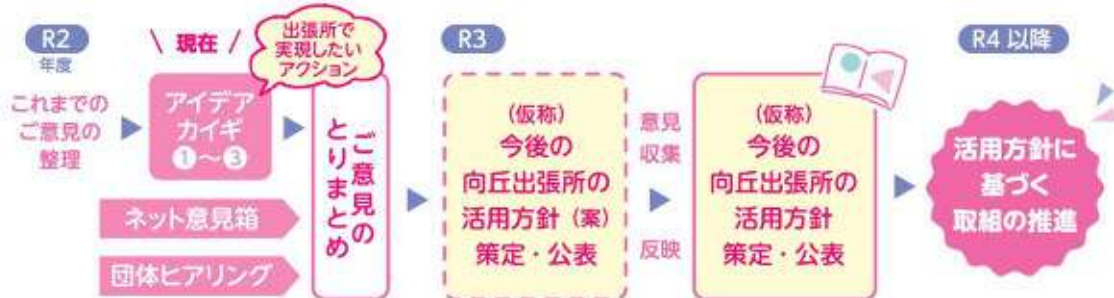 R2
年度
これまでの
ご意見の
整理
\ 現在 /
アイデア
カイギ
❶～❸
出張所で
実現したい
アクション
ネット意見箱
団体ヒアリング
ご意見の
とりまとめ
R3
(仮称)
今後の
向丘出張所の
活用方針（案）
策定・公表
意見
収集
反映
(仮称)
今後の
向丘出張所の
活用方針
策定・公表
R4 以降
活用方針に
基づく
取組の推進